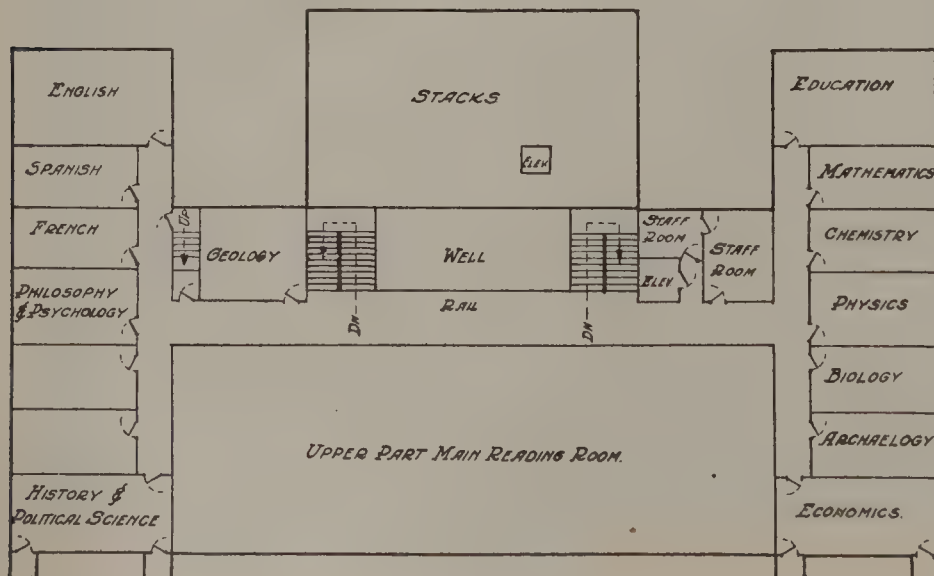 ENGLISH
STACKS
EDUCATION
ELEV
SPANISH
MATHEMATICS
UP
FRENCH
GEOLOGY
WELL
STAFF
ROOM
STAFF
ROOM
CHEMISTRY
ELEV
PHILOSOPHY
& PSYCHOLOGY
RAIL
PHYSICS
DN
DN
BIOLOGY
UPPER PART MAIN READING ROOM.
ARCHAELOGY
HISTORY &
POLITICAL SCIENCE
ECONOMICS.